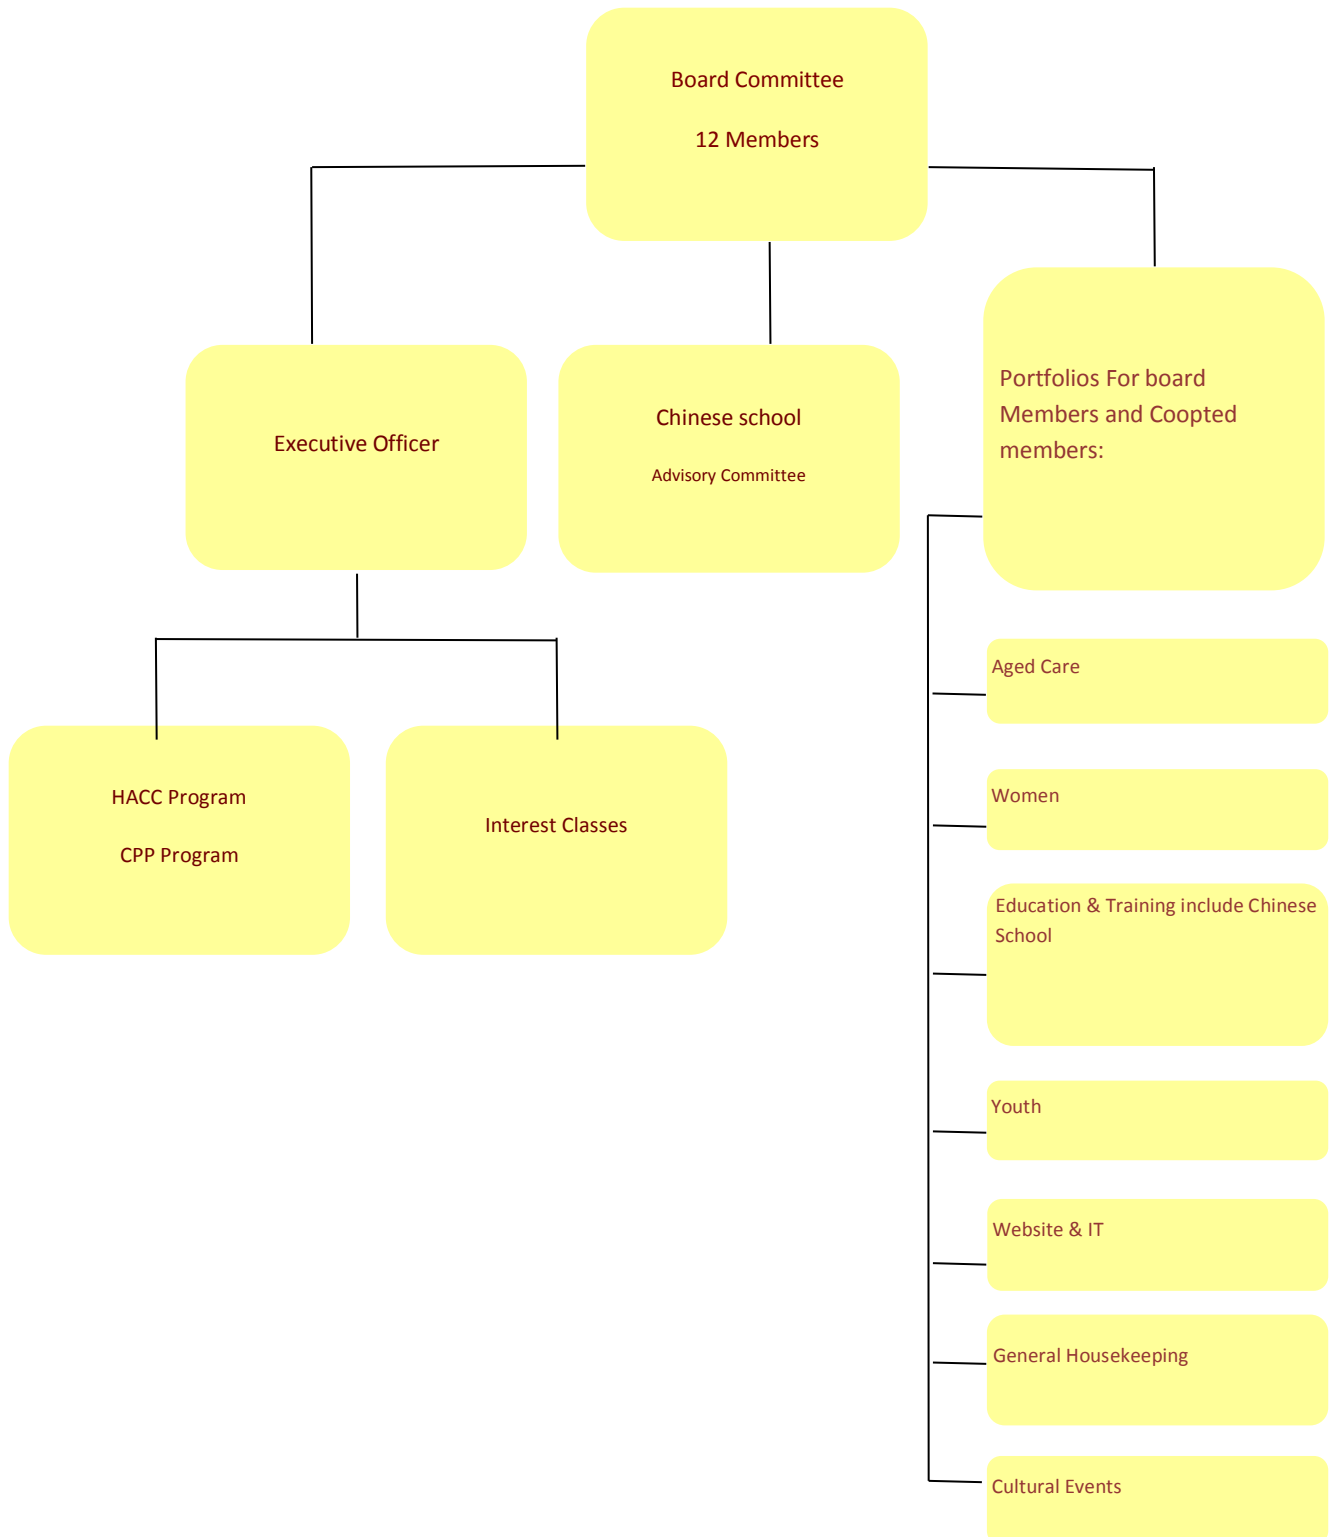 Board Committee
12 Members
Executive Officer
Chinese school
Advisory Committee
Portfolios For board
Members and Coopted
members:
HACC Program
CPP Program
Interest Classes
Aged Care
Women
Education & Training include Chinese
School
Youth
Website & IT
General Housekeeping
Cultural Events